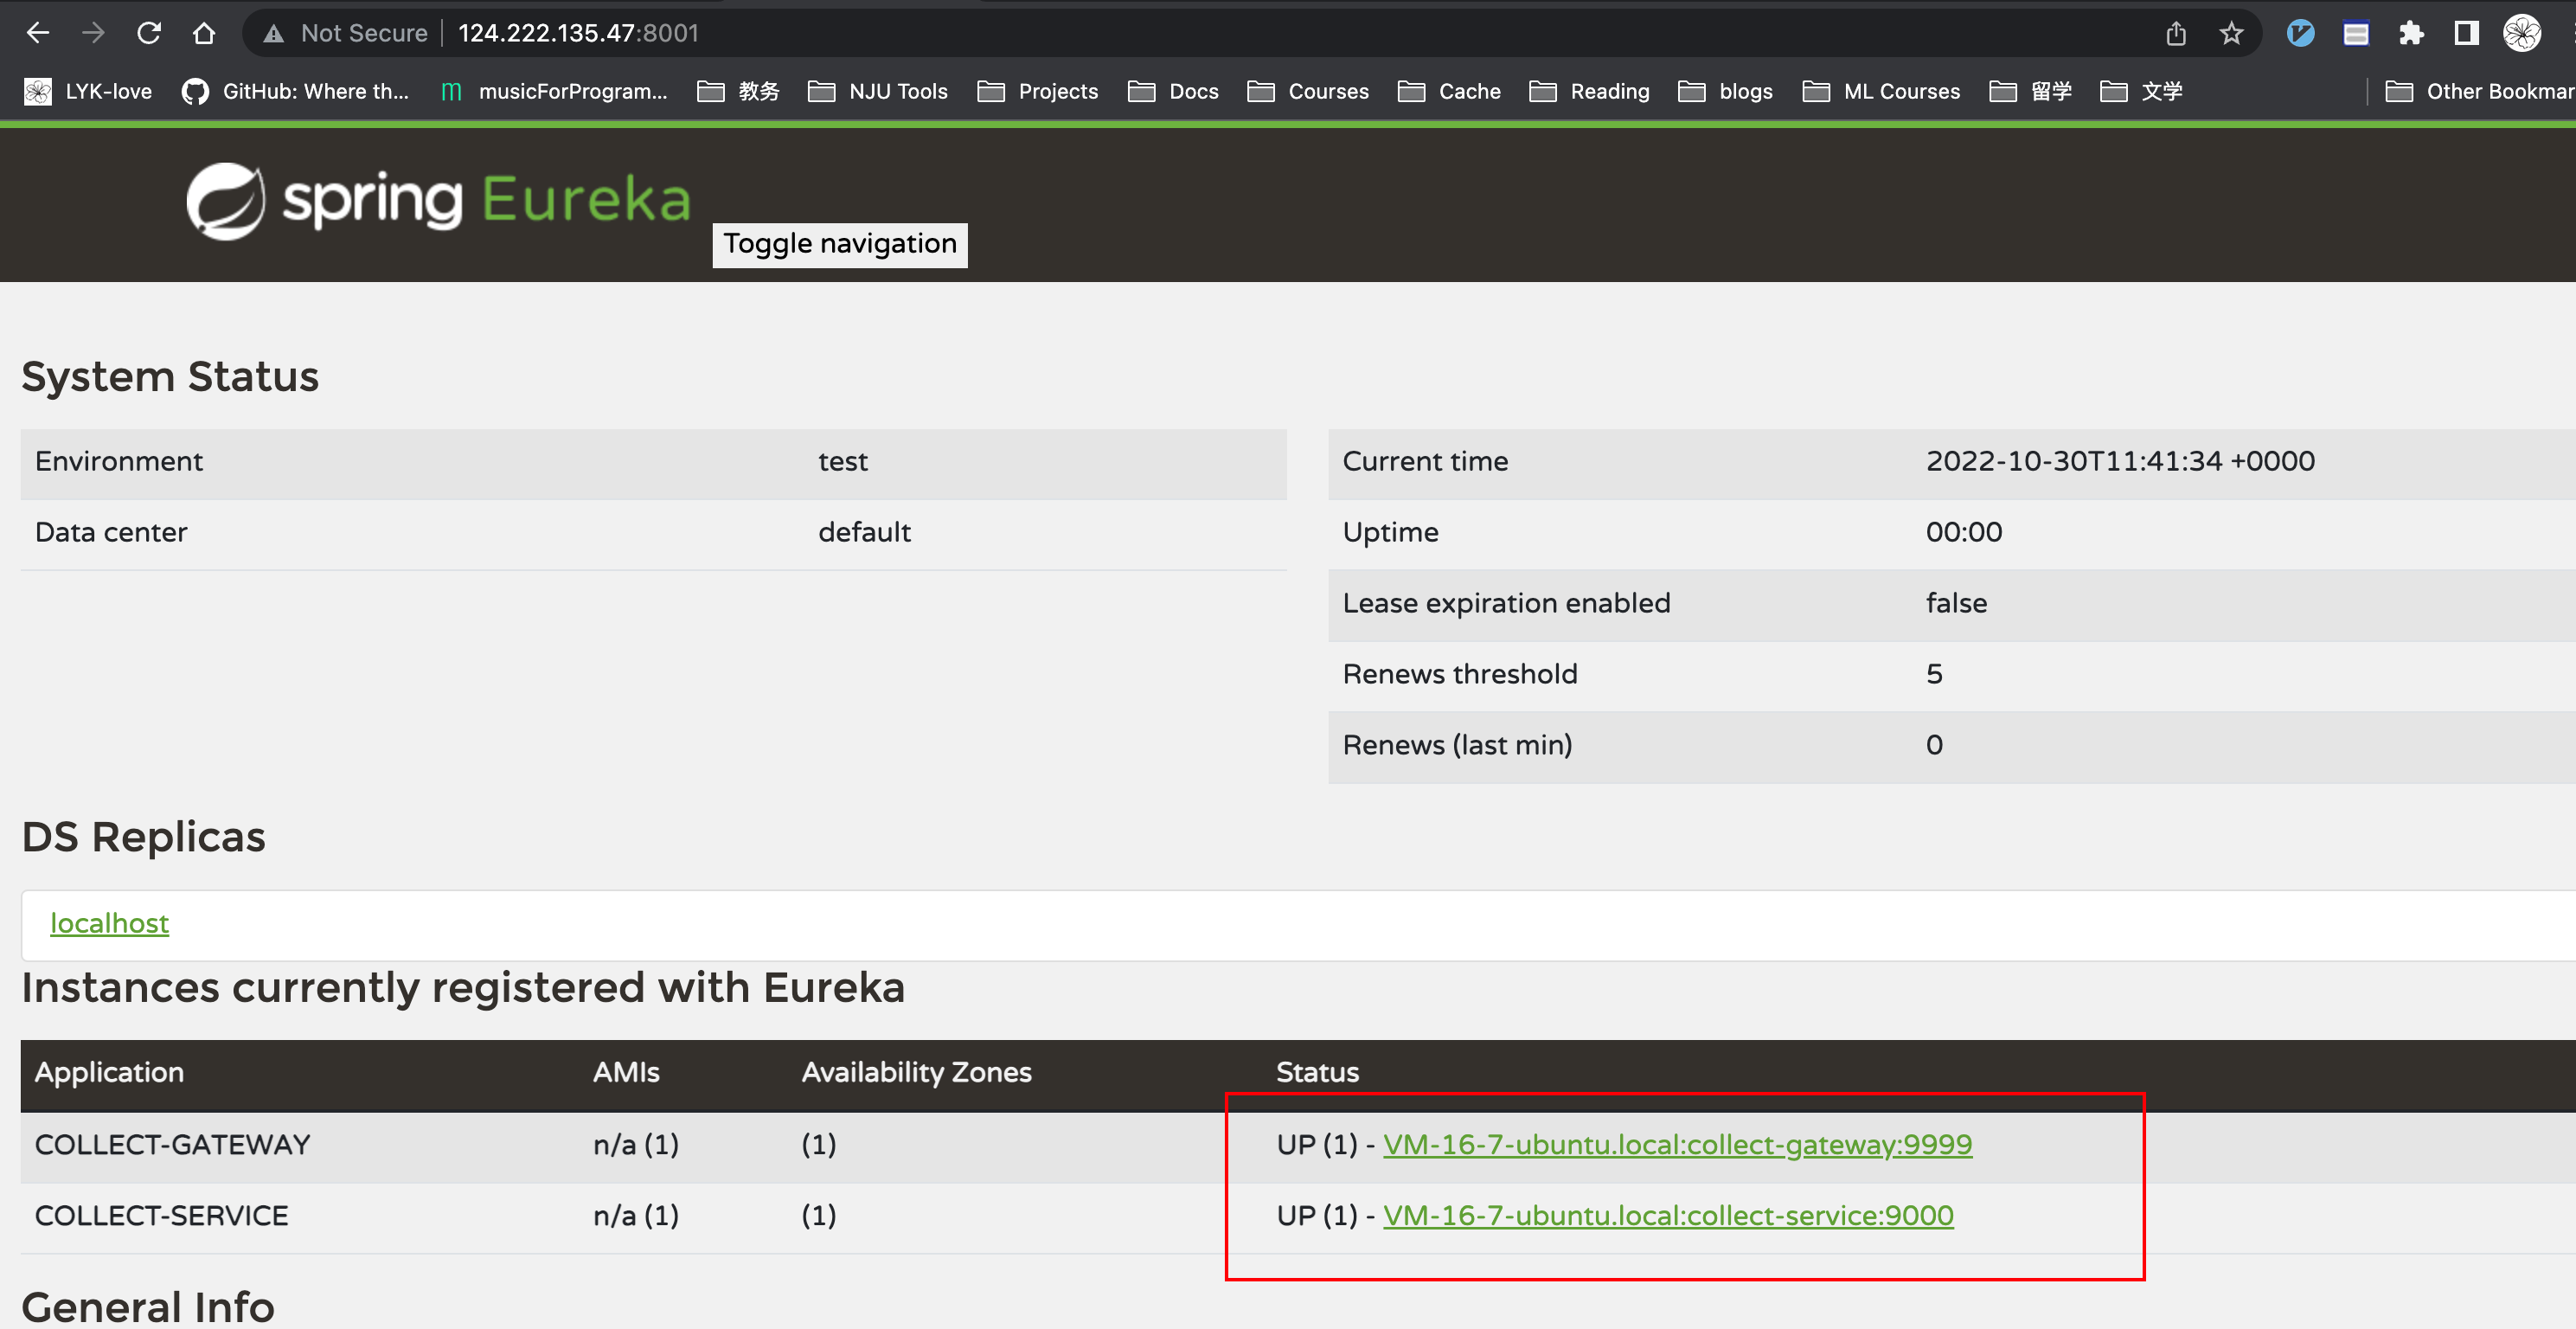 Not Secure 124.222.135.47:8001
LYK-love GitHub: Where th... musicForProgram... 教务 NJU Tools Projects Docs Courses Cache Reading blogs ML Courses 留学 文学 Other Bookmar
spring Eureka
Toggle navigation
System Status
Environment test
Data center default
Current time 2022-10-30T11:41:34 +0000
Uptime 00:00
Lease expiration enabled false
Renews threshold 5
Renews (last min) 0
DS Replicas
localhost
Instances currently registered with Eureka
Application AMIs Availability Zones Status
COLLECT-GATEWAY n/a (1) (1) UP (1) - VM-16-7-ubuntu.local:collect-gateway:9999
COLLECT-SERVICE n/a (1) (1) UP (1) - VM-16-7-ubuntu.local:collect-service:9000
General Info